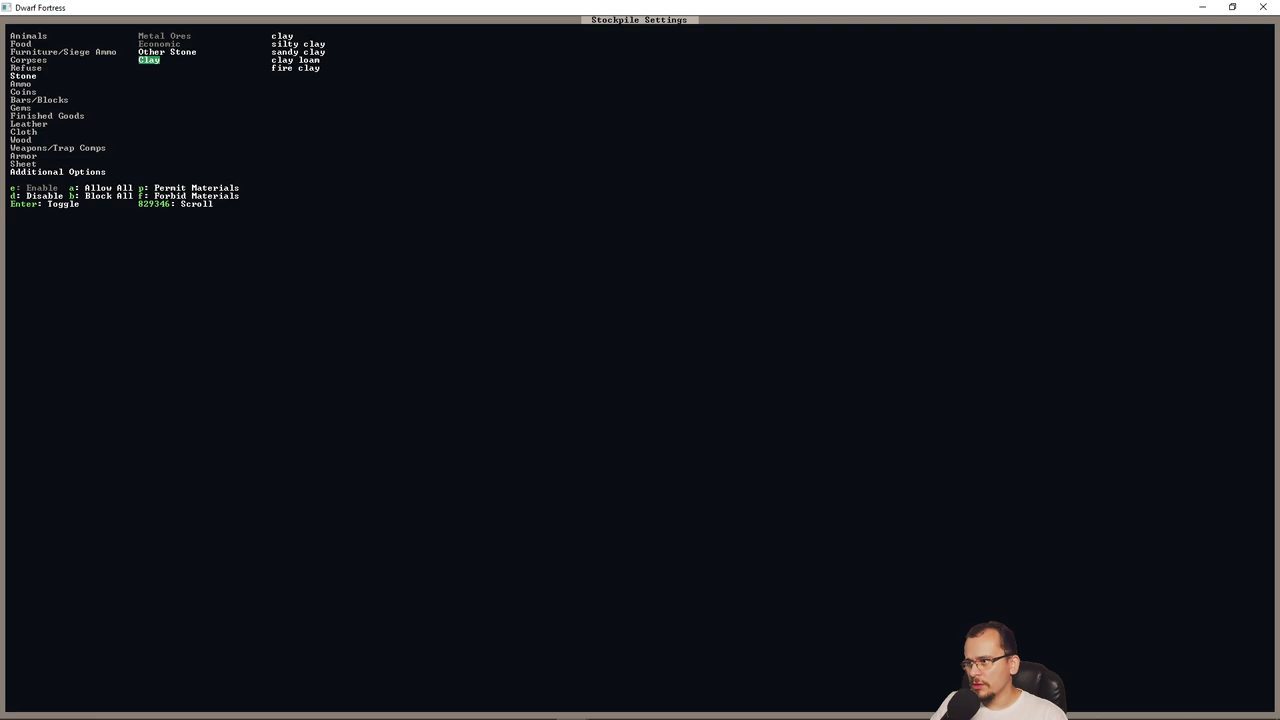 Dwarf Fortress
Stockpile Settings
Animals
Food
Furniture/Siege Ammo
Corpses
Refuse
Stone
Ammo
Coins
Bars/Blocks
Gems
Finished Goods
Leather
Cloth
Wood
Weapons/Trap Comps
Armor
Sheet
Additional Options
Metal Ores
Economic
Other Stone
Clay
clay
silty clay
sandy clay
clay loam
fire clay
e: Enable a: Allow All p: Permit Materials
d: Disable b: Block All f: Forbid Materials
Enter: Toggle 829346: Scroll